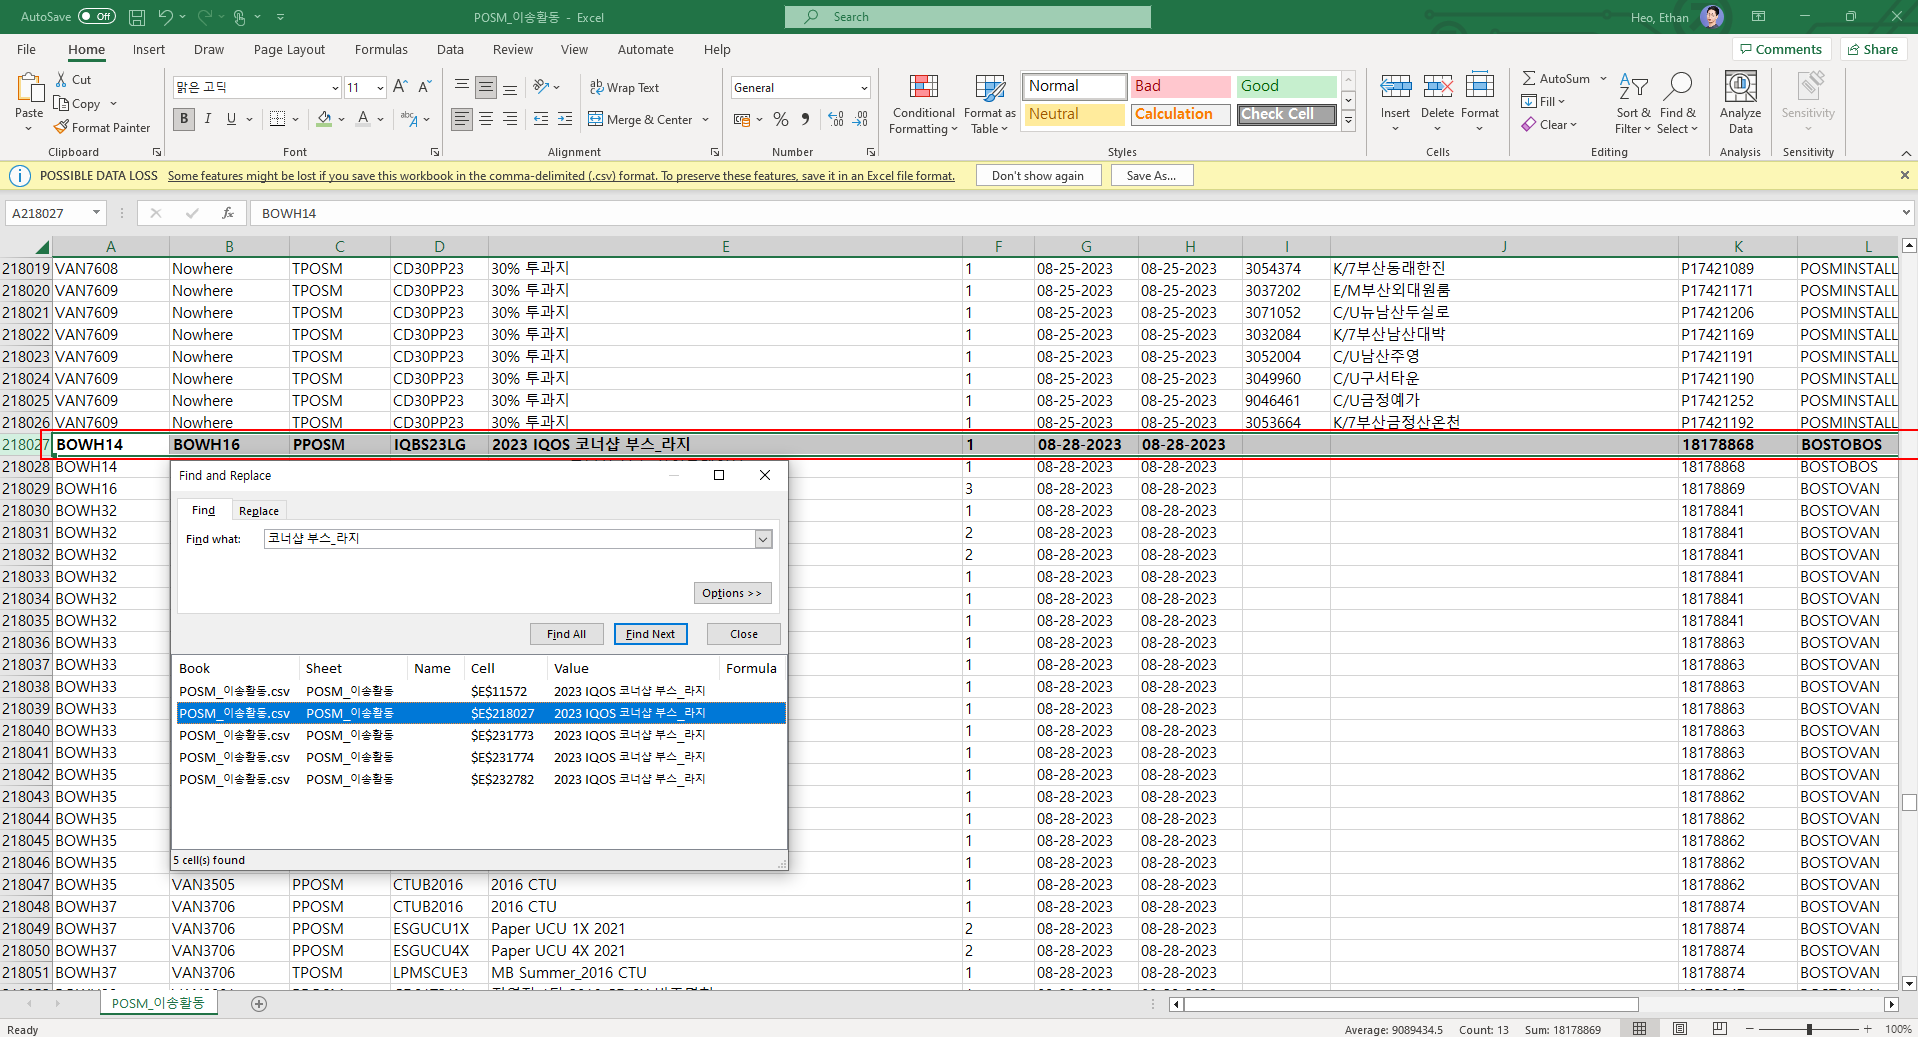 AutoSave Off POSM_이송활동 - Excel Search Heo, Ethan
File Home Insert Draw Page Layout Formulas Data Review View Automate Help Comments Share
Paste Cut Copy Format Painter Clipboard
맑은 고딕 11 B I U Font
Wrap Text Merge & Center Alignment
General % Number
Conditional Formatting Format as Table Normal Bad Good Neutral Calculation Check Cell Styles
Insert Delete Format Cells
AutoSum Fill Clear Sort & Filter Find & Select Editing
Analyze Data Analysis Sensitivity Sensitivity
POSSIBLE DATA LOSS Some features might be lost if you save this workbook in the comma-delimited (.csv) format. To preserve these features, save it in an Excel file format. Don't show again Save As...
A218027 fx BOWH14
A B C D E F G H I J K L
218019 VAN7608 Nowhere TPOSM CD30PP23 30% 투과지 1 08-25-2023 08-25-2023 3054374 K/7부산동래한진 P17421089 POSMINSTALL
218020 VAN7609 Nowhere TPOSM CD30PP23 30% 투과지 1 08-25-2023 08-25-2023 3037202 E/M부산외대원룸 P17421171 POSMINSTALL
218021 VAN7609 Nowhere TPOSM CD30PP23 30% 투과지 1 08-25-2023 08-25-2023 3071052 C/U뉴남산두실로 P17421206 POSMINSTALL
218022 VAN7609 Nowhere TPOSM CD30PP23 30% 투과지 1 08-25-2023 08-25-2023 3032084 K/7부산남산대박 P17421169 POSMINSTALL
218023 VAN7609 Nowhere TPOSM CD30PP23 30% 투과지 1 08-25-2023 08-25-2023 3052004 C/U남산주영 P17421191 POSMINSTALL
218024 VAN7609 Nowhere TPOSM CD30PP23 30% 투과지 1 08-25-2023 08-25-2023 3049960 C/U구서타운 P17421190 POSMINSTALL
218025 VAN7609 Nowhere TPOSM CD30PP23 30% 투과지 1 08-25-2023 08-25-2023 9046461 C/U금정예가 P17421252 POSMINSTALL
218026 VAN7609 Nowhere TPOSM CD30PP23 30% 투과지 1 08-25-2023 08-25-2023 3053664 K/7부산금정산온천 P17421192 POSMINSTALL
218027 BOWH14 BOWH16 PPOSM IQBS23LG 2023 IQOS 코너샵 부스_라지 1 08-28-2023 08-28-2023 18178868 BOSTOBOS
218028 BOWH14 1 08-28-2023 08-28-2023 18178868 BOSTOBOS
218029 BOWH16 3 08-28-2023 08-28-2023 18178869 BOSTOVAN
218030 BOWH32 1 08-28-2023 08-28-2023 18178841 BOSTOVAN
218031 BOWH32 2 08-28-2023 08-28-2023 18178841 BOSTOVAN
218032 BOWH32 2 08-28-2023 08-28-2023 18178841 BOSTOVAN
218033 BOWH32 1 08-28-2023 08-28-2023 18178841 BOSTOVAN
218034 BOWH32 1 08-28-2023 08-28-2023 18178841 BOSTOVAN
218035 BOWH32 1 08-28-2023 08-28-2023 18178841 BOSTOVAN
218036 BOWH33 1 08-28-2023 08-28-2023 18178863 BOSTOVAN
218037 BOWH33 1 08-28-2023 08-28-2023 18178863 BOSTOVAN
218038 BOWH33 1 08-28-2023 08-28-2023 18178863 BOSTOVAN
218039 BOWH33 1 08-28-2023 08-28-2023 18178863 BOSTOVAN
218040 BOWH33 1 08-28-2023 08-28-2023 18178863 BOSTOVAN
218041 BOWH33 1 08-28-2023 08-28-2023 18178863 BOSTOVAN
218042 BOWH35 1 08-28-2023 08-28-2023 18178862 BOSTOVAN
218043 BOWH35 1 08-28-2023 08-28-2023 18178862 BOSTOVAN
218044 BOWH35 1 08-28-2023 08-28-2023 18178862 BOSTOVAN
218045 BOWH35 1 08-28-2023 08-28-2023 18178862 BOSTOVAN
218046 BOWH35 1 08-28-2023 08-28-2023 18178862 BOSTOVAN
218047 BOWH35 VAN3505 PPOSM CTUB2016 2016 CTU 1 08-28-2023 08-28-2023 18178862 BOSTOVAN
218048 BOWH37 VAN3706 PPOSM CTUB2016 2016 CTU 1 08-28-2023 08-28-2023 18178874 BOSTOVAN
218049 BOWH37 VAN3706 PPOSM ESGUCU1X Paper UCU 1X 2021 2 08-28-2023 08-28-2023 18178874 BOSTOVAN
218050 BOWH37 VAN3706 PPOSM ESGUCU4X Paper UCU 4X 2021 2 08-28-2023 08-28-2023 18178874 BOSTOVAN
218051 BOWH37 VAN3706 TPOSM LPMSCUE3 MB Summer_2016 CTU 1 08-28-2023 08-28-2023 18178874 BOSTOVAN
Find and Replace
Find Replace
Find what: 코너샵 부스_라지
Options >>
Find All Find Next Close
Book Sheet Name Cell Value Formula
POSM_이송활동.csv POSM_이송활동 $E$11572 2023 IQOS 코너샵 부스_라지
POSM_이송활동.csv POSM_이송활동 $E$218027 2023 IQOS 코너샵 부스_라지
POSM_이송활동.csv POSM_이송활동 $E$231773 2023 IQOS 코너샵 부스_라지
POSM_이송활동.csv POSM_이송활동 $E$231774 2023 IQOS 코너샵 부스_라지
POSM_이송활동.csv POSM_이송활동 $E$232782 2023 IQOS 코너샵 부스_라지
5 cell(s) found
POSM_이송활동
Ready Average: 9089434.5 Count: 13 Sum: 18178869 100%